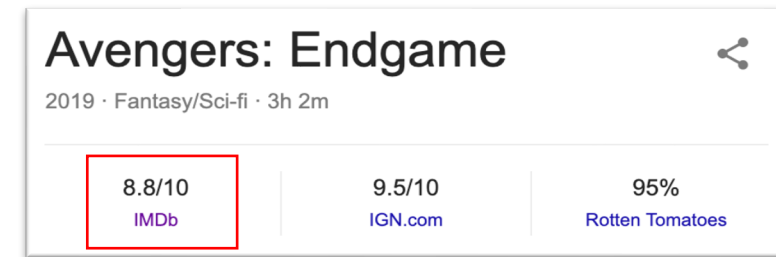 Avengers: Endgame
2019 · Fantasy/Sci-fi · 3h 2m
8.8/10 9.5/10 95%
IMDb IGN.com Rotten Tomatoes